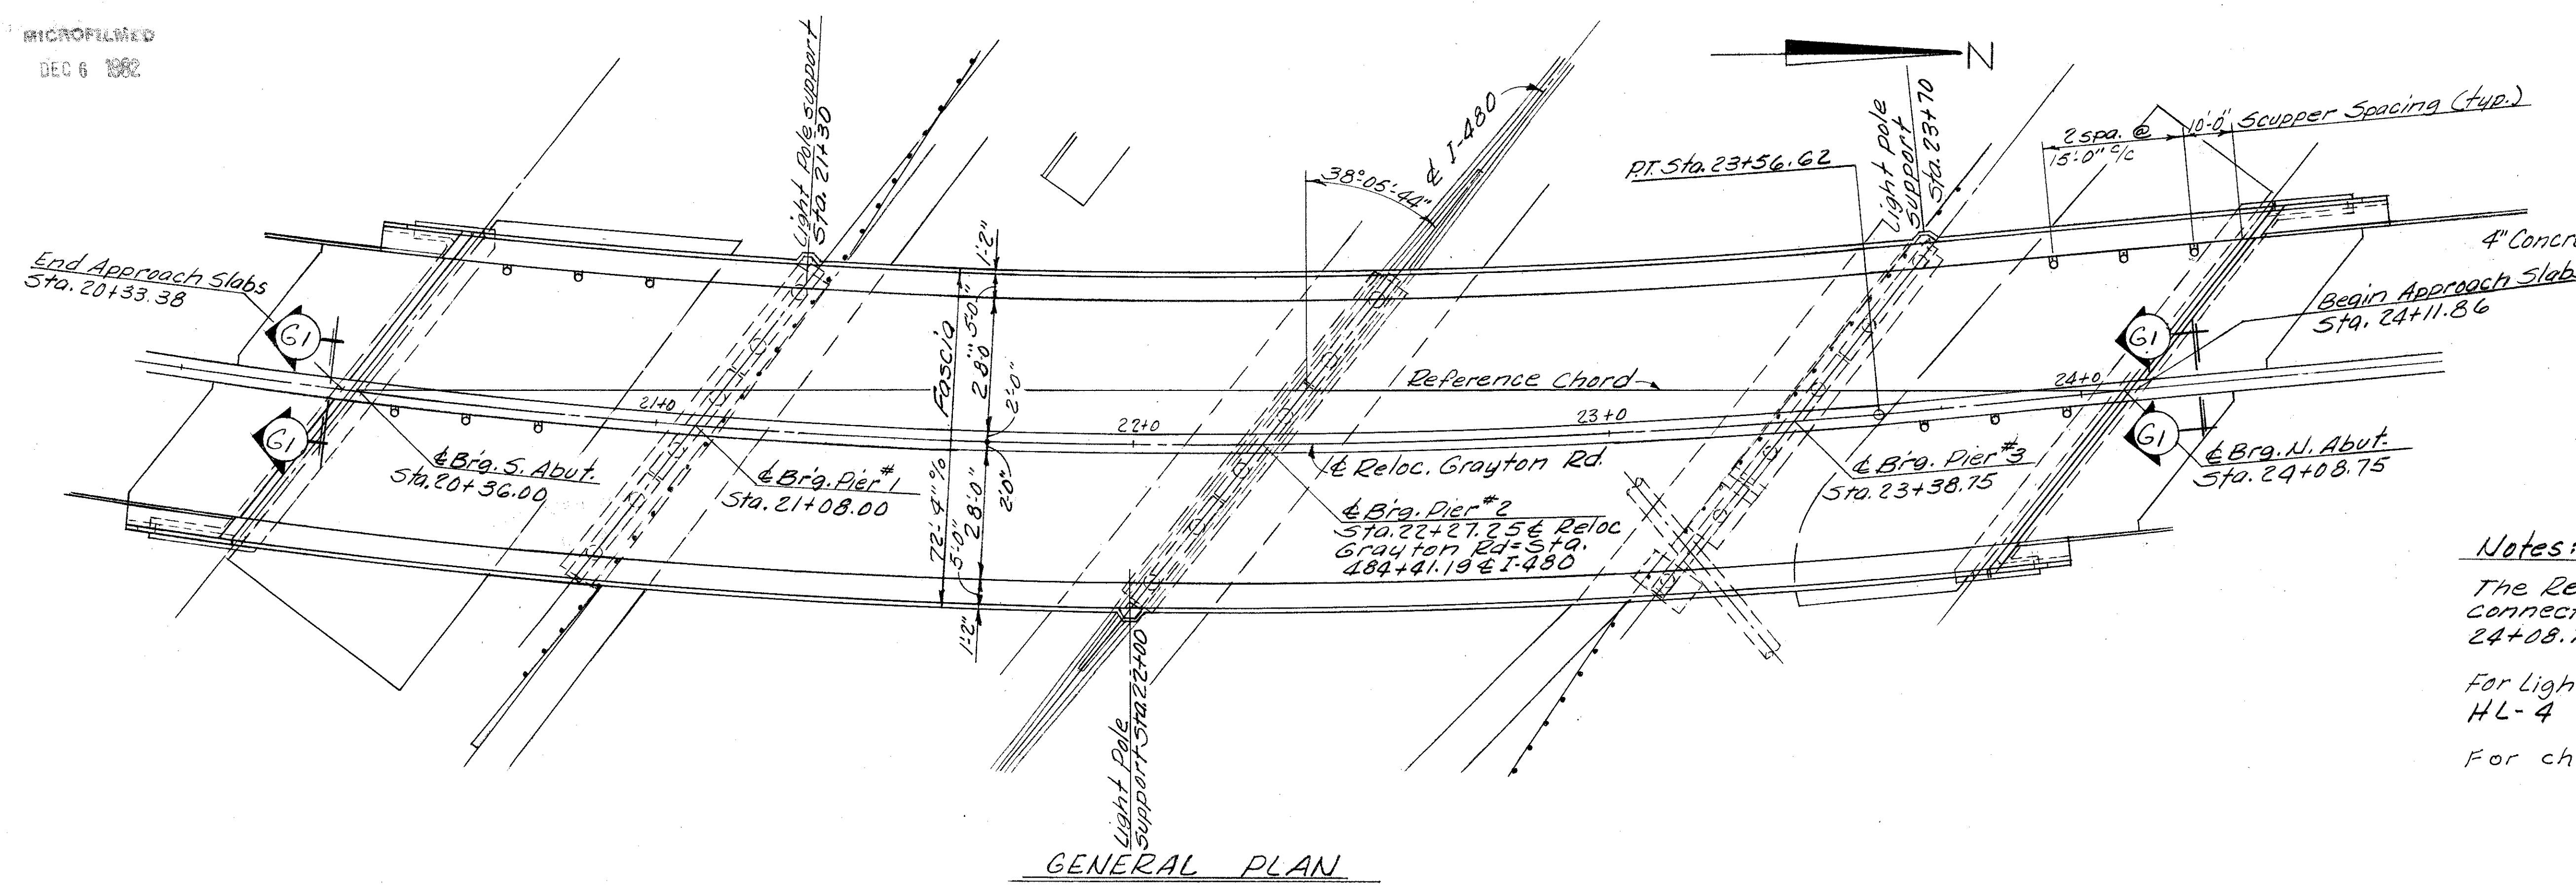 MICROFILMED
DEC 6 1982
Light Pole support
Sta. 21+30
N
℄ I-480
38°-05'-44"
P.T. Sta. 23+56.62
Light Pole
Support
Sta. 23+70
2 spa. @
15'-0" c/c
10'-0" Scupper Spacing (typ.)
4" Concr
End Approach Slabs
Sta. 20+33.38
Begin Approach Slabs
Sta. 24+11.86
G1
G1
G1
G1
1'-2"
5'-0"
28'-0"
2'-0"
Fascia
72'-4" %
2'-0"
28'-0"
5'-0"
1'-2"
Reference Chord
21+0
22+0
23+0
24+0
℄ Brg. S. Abut.
Sta. 20+36.00
℄ Brg. Pier #1
Sta. 21+08.00
℄ Reloc. Grayton Rd.
℄ Brg. Pier #2
Sta. 22+27.25 ℄ Reloc
Grayton Rd = Sta.
484+41.19 ℄ I-480
℄ Brg. Pier #3
Sta. 23+38.75
℄ Brg. N. Abut.
Sta. 24+08.75
Notes:
The Re
connect
24+08.7
For Ligh
HL-4
For ch
Light Pole
Support Sta. 22+00
GENERAL PLAN